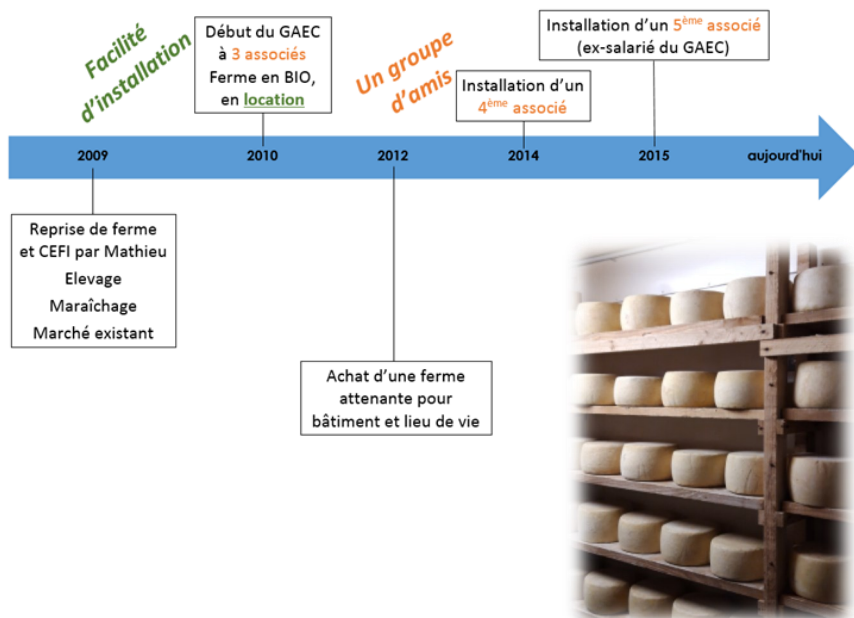 Facilité
d'installation
Début du GAEC
à 3 associés
Ferme en BIO,
en location
Un groupe
d'amis
Installation d'un
4ème associé
Installation d'un 5ème associé
(ex-salarié du GAEC)
2009
2010
2012
2014
2015
aujourd'hui
Reprise de ferme
et CEFI par Mathieu
Elevage
Maraîchage
Marché existant
Achat d'une ferme
attenante pour
bâtiment et lieu de vie